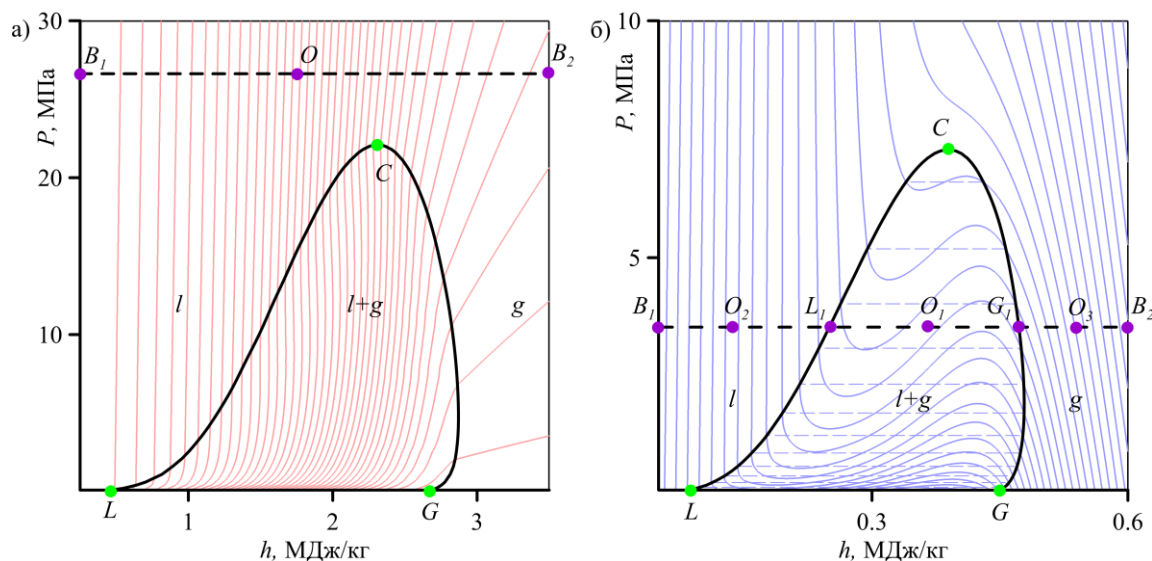 а)
P, МПа
30
20
10
B₁
O
B₂
C
l
l+g
g
L
G
1
2
3
h, МДж/кг
б)
P, МПа
10
5
C
B₁
O₂
L₁
O₁
G₁
O₃
B₂
l
l+g
g
L
G
0.3
0.6
h, МДж/кг